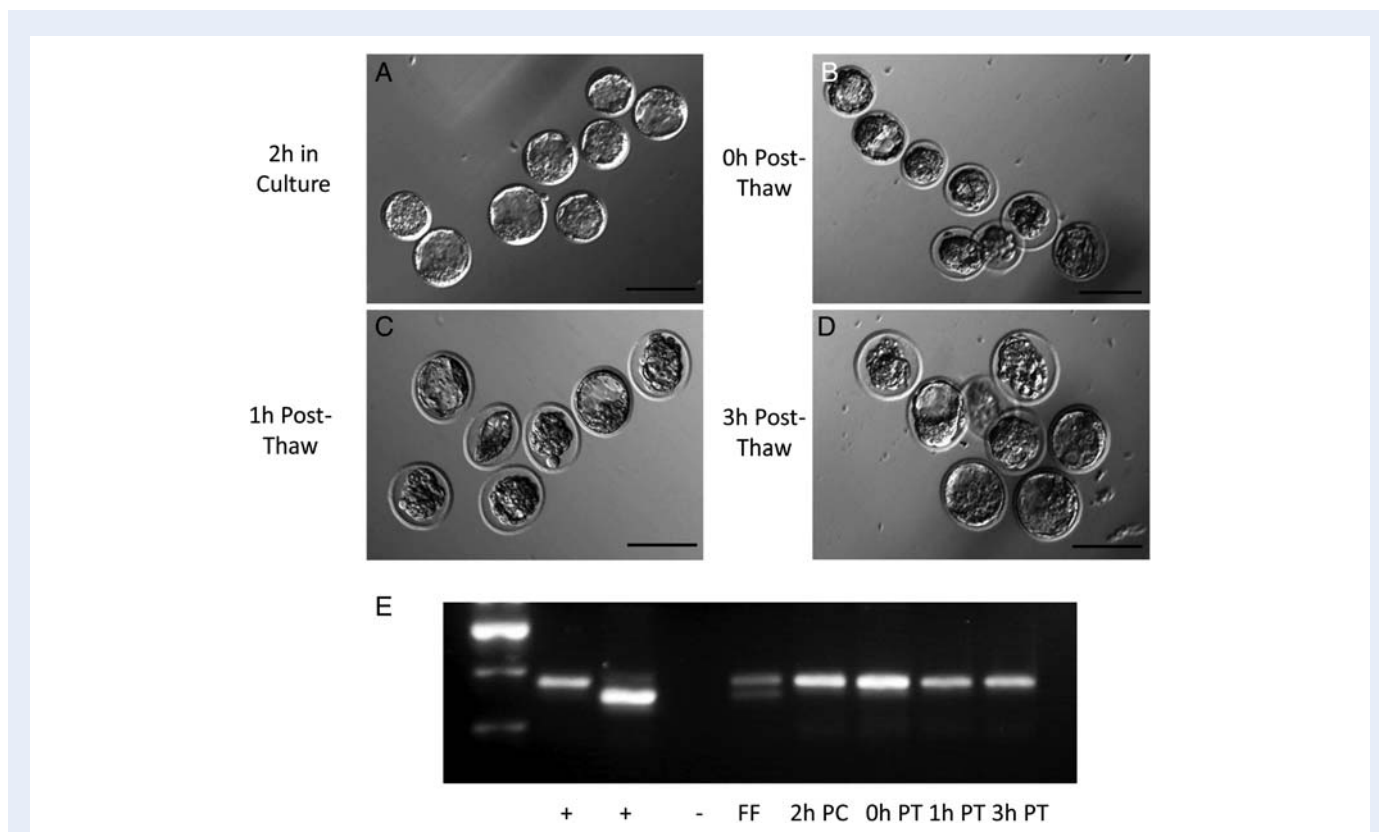 A
B
2h in
Culture
0h Post-
Thaw
C
D
1h Post-
Thaw
3h Post-
Thaw
E
+ + - FF 2h PC 0h PT 1h PT 3h PT